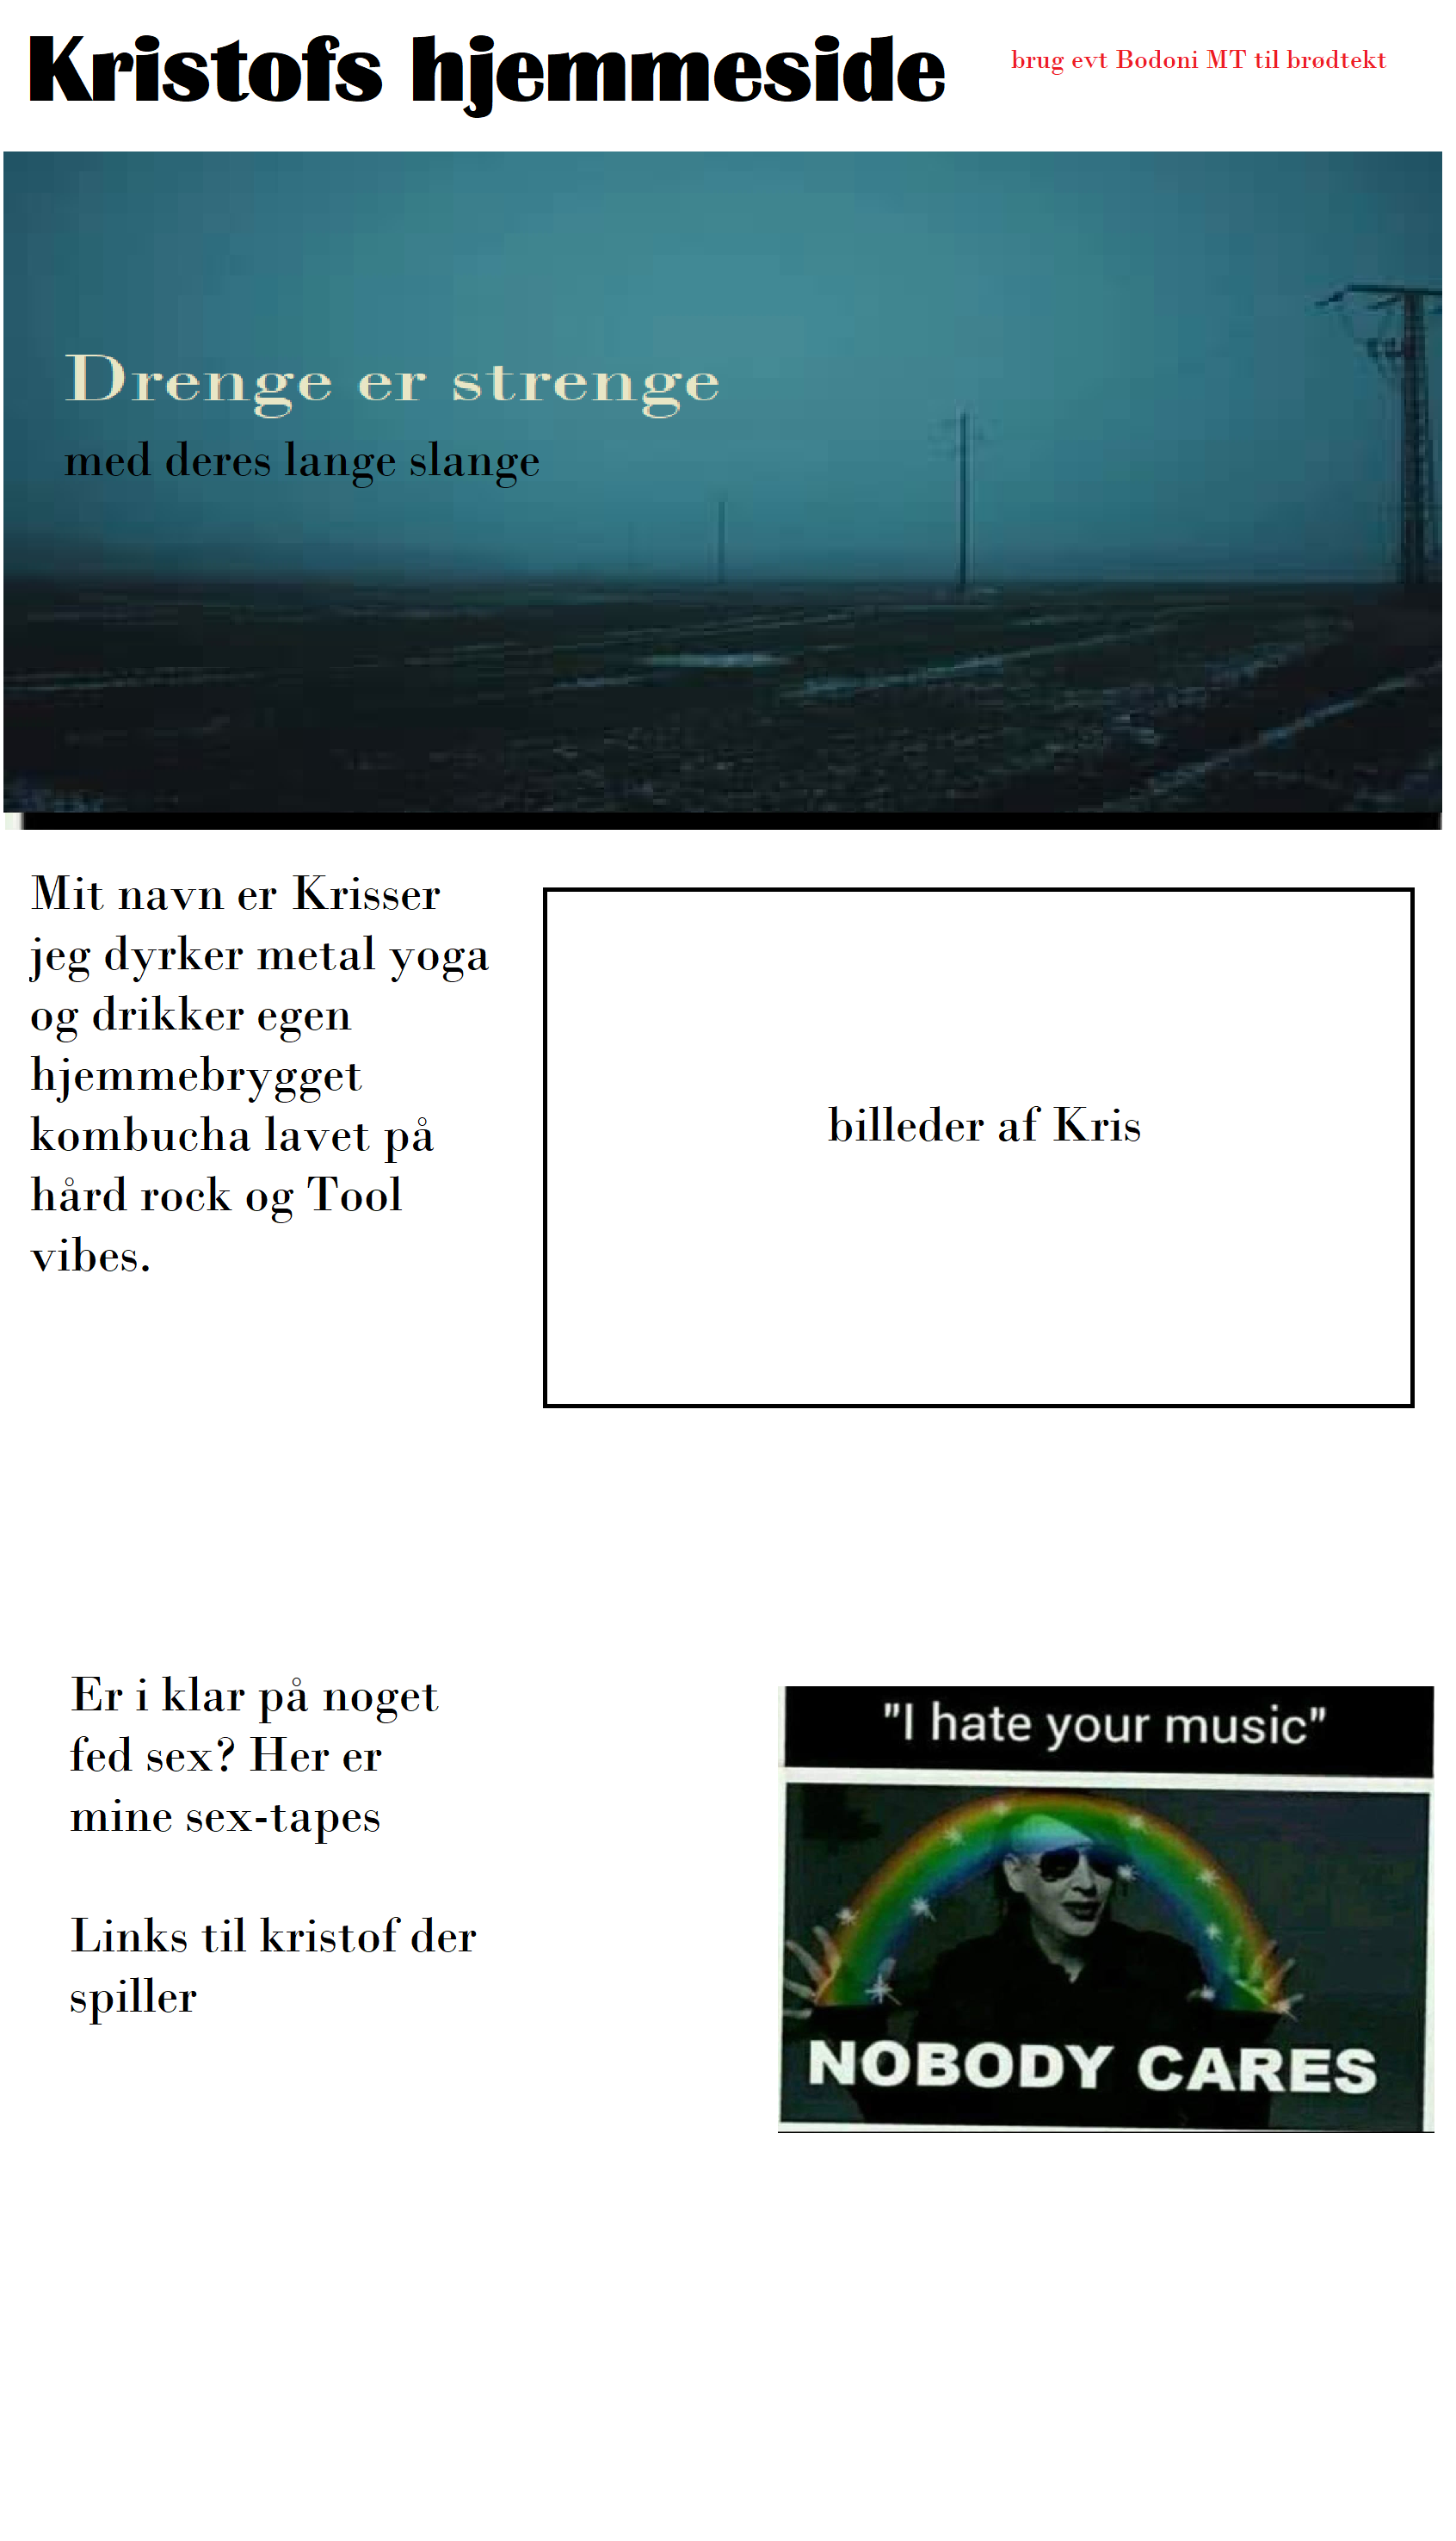 Kristofs hjemmeside
brug evt Bodoni MT til brødtekt
Drenge er strenge
med deres lange slange
Mit navn er Krisser
jeg dyrker metal yoga
og drikker egen
hjemmebrygget
kombucha lavet på
hård rock og Tool
vibes.
billeder af Kris
Er i klar på noget
fed sex? Her er
mine sex-tapes
Links til kristof der
spiller
"I hate your music"
NOBODY CARES